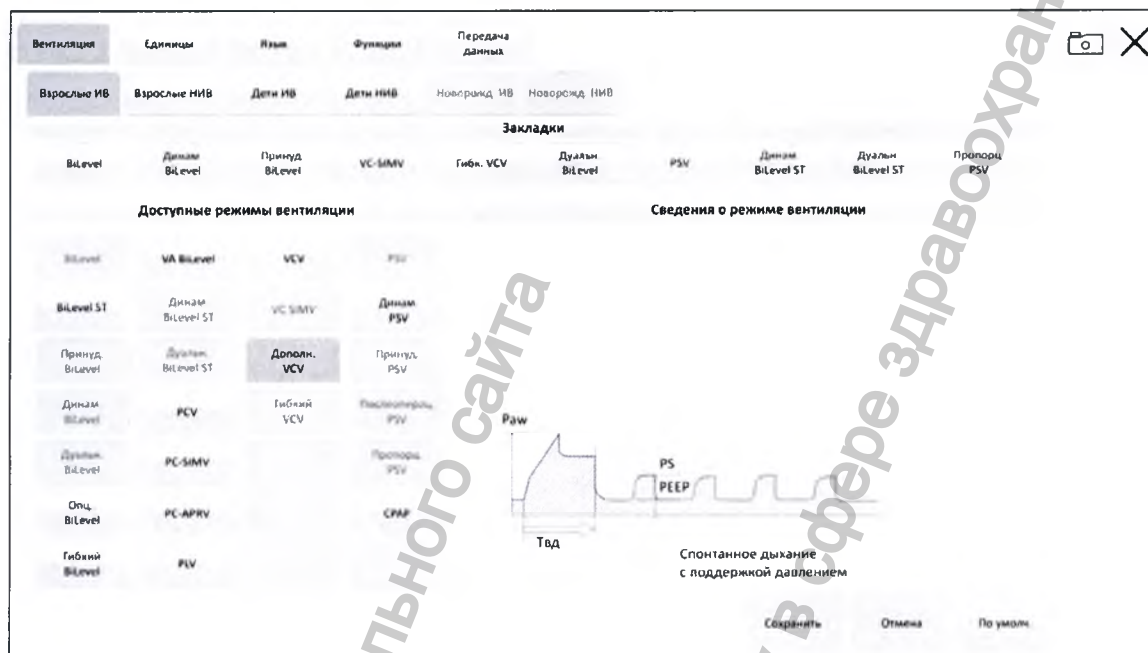 Вентиляция Единицы Язык Функции Передача
данных
Взрослые ИВ Взрослые НИВ Дети ИВ Дети НИВ Новорожд. ИВ Новорожд. НИВ
Закладки
BiLevel Динам BiLevel Принуд. BiLevel VC-SIMV Гибк. VCV Дуальн BiLevel PSV Динам BiLevel ST Дуальн BiLevel ST Пропорц PSV
Доступные режимы вентиляции Сведения о режиме вентиляции
BiLevel VA BiLevel VCV PSV
BiLevel ST Динам BiLevel ST VC SIMV Динам PSV
Принуд. BiLevel Дуальн. BiLevel ST Дополн. VCV Принуд. PSV
Динам BiLevel PCV Гибкий VCV PSV
Дуальн. BiLevel PC-SIMV Пропорц. PSV
Опц. BiLevel PC-APRV CPAP
Гибкий BiLevel PLV
Paw
PS
PEEP
Твд
Спонтанное дыхание
с поддержкой давлением
Сохранить Отмена По умолч.
льного сайта
в сфере здравоохран